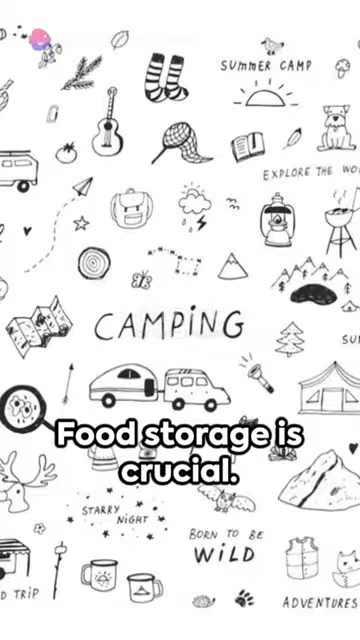 SUMMER CAMP
EXPLORE THE WO
CAMPiNG
SU
Food storage is
crucial.
STARRY
NiGHT
BORN TO BE
WiLD
D TRiP
ADVENTURES